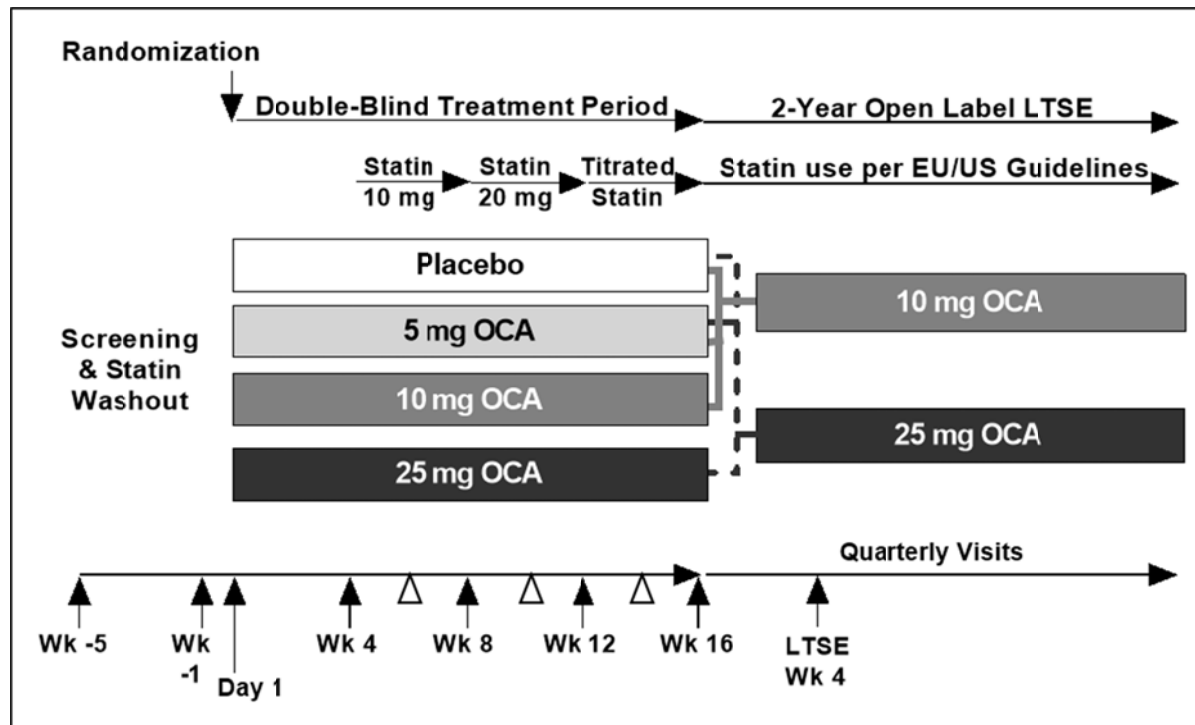 Randomization
Double-Blind Treatment Period
2-Year Open Label LTSE
Statin
10 mg
Statin
20 mg
Titrated
Statin
Statin use per EU/US Guidelines
Screening
& Statin
Washout
Placebo
5 mg OCA
10 mg OCA
25 mg OCA
10 mg OCA
25 mg OCA
Quarterly Visits
Wk -5
Wk
-1
Day 1
Wk 4
Wk 8
Wk 12
Wk 16
LTSE
Wk 4